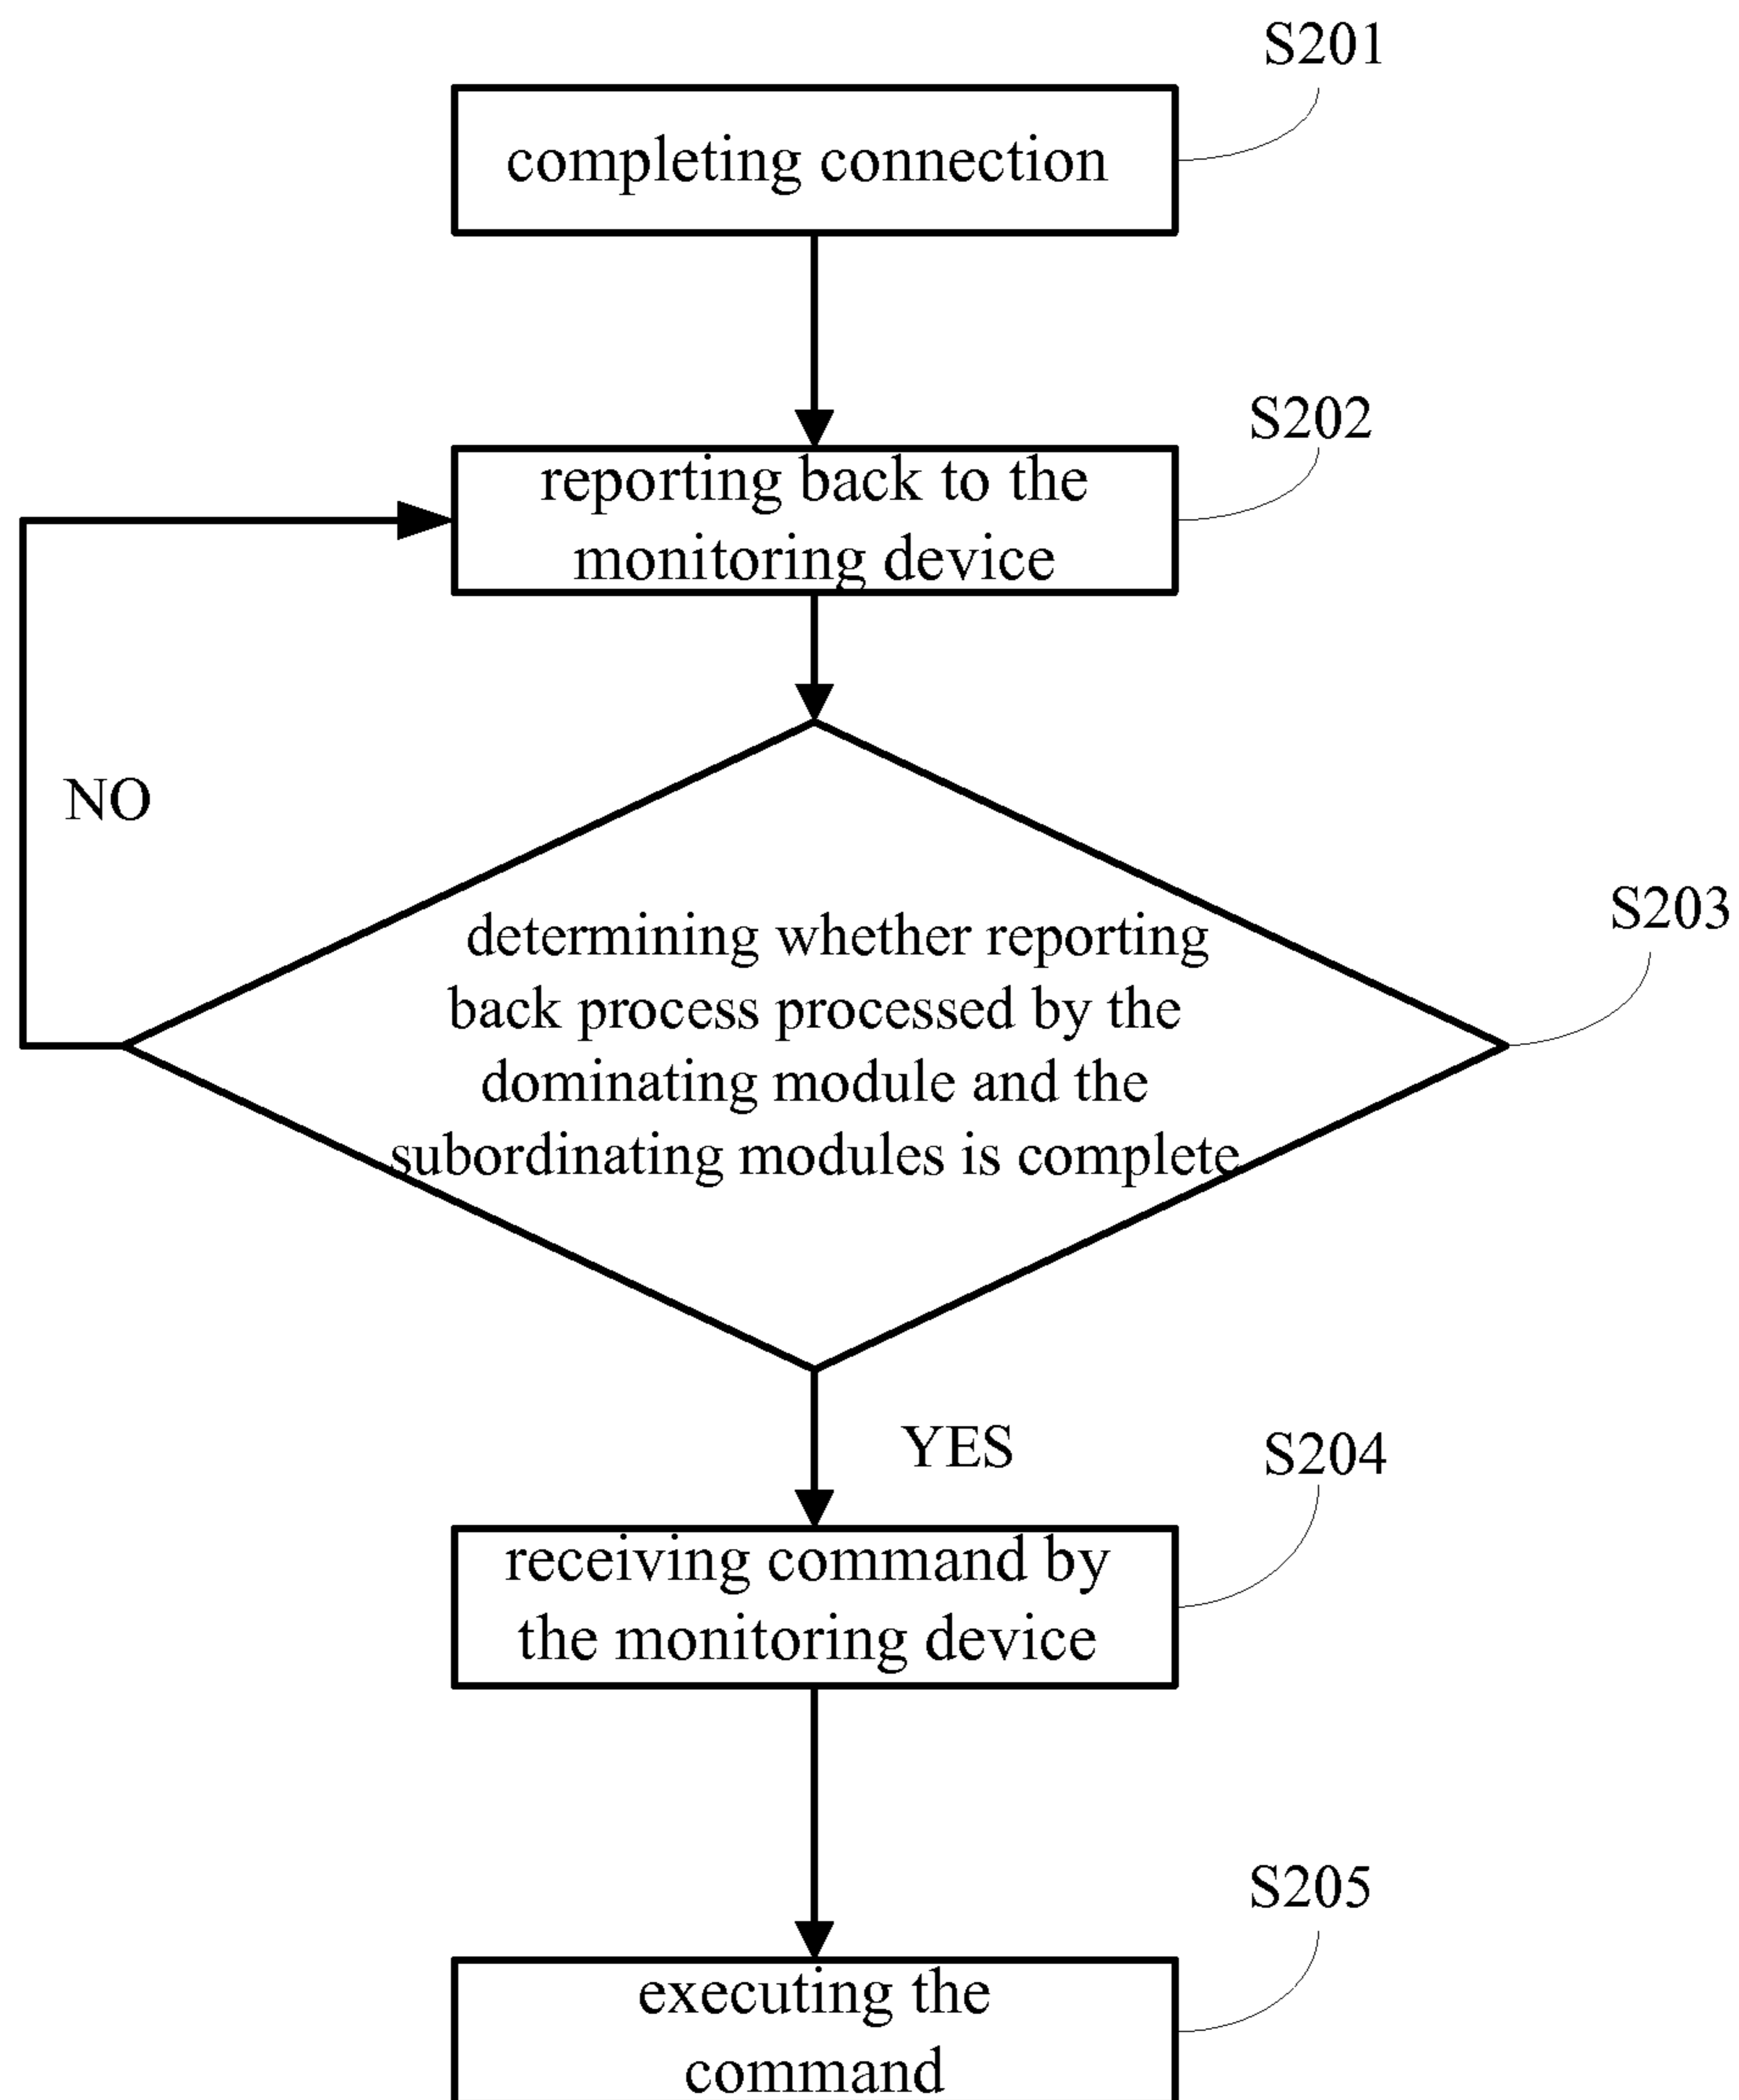 S201
completing connection
S202
reporting back to the
monitoring device
NO
S203
determining whether reporting
back process processed by the
dominating module and the
subordinating modules is complete
YES
S204
receiving command by
the monitoring device
S205
executing the
command